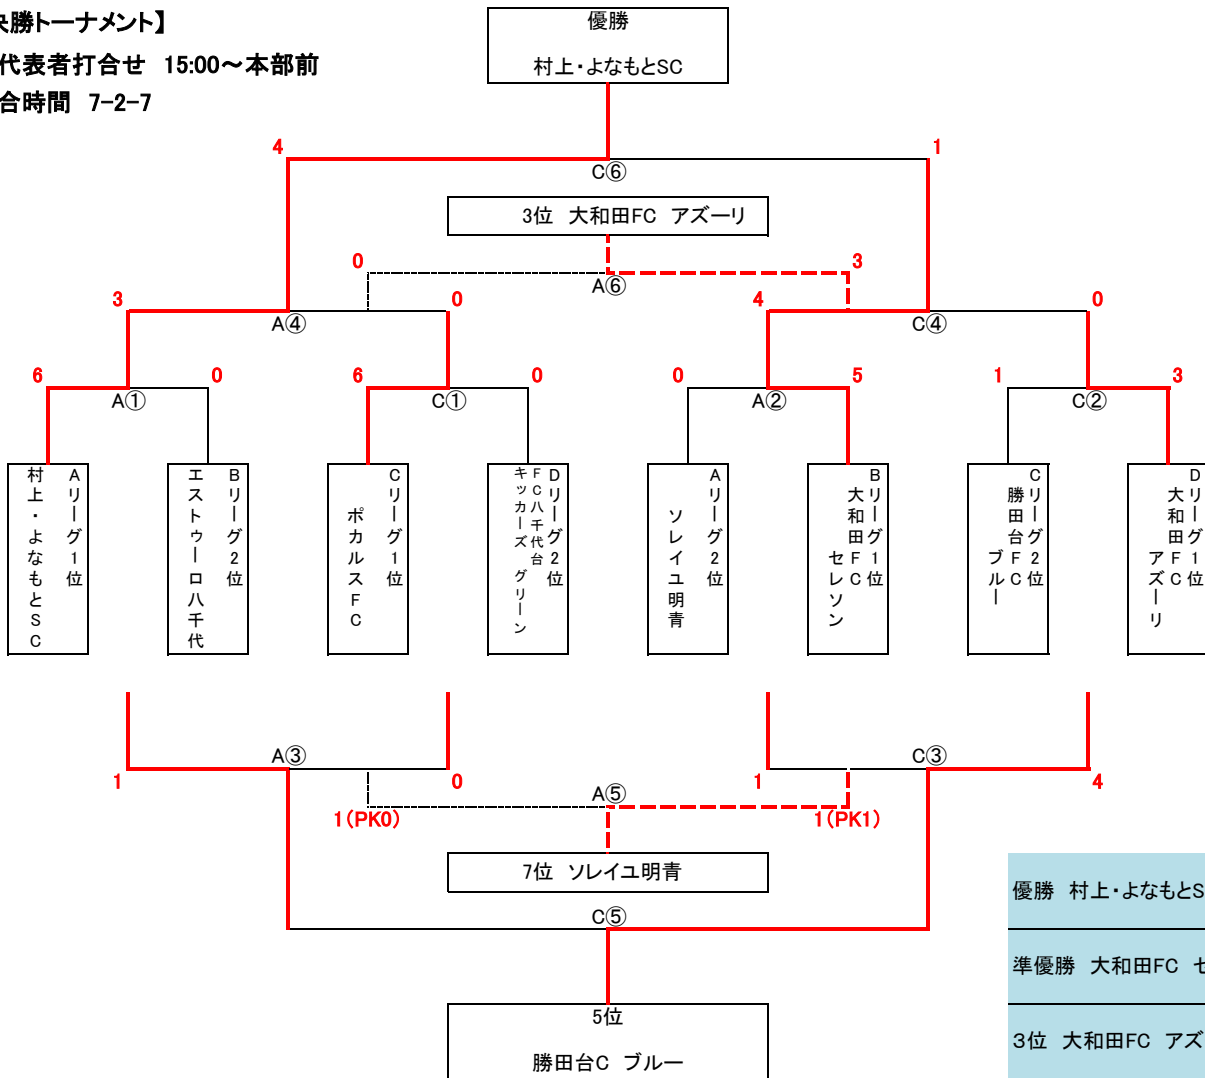 決勝トーナメント】
代表者打合せ 15:00～本部前
合時間 7-2-7
優勝
村上・よなもとSC
4
1
C⑥
3位 大和田FC アズーリ
0
3
A⑥
3
0
4
0
A④
C④
6
0
6
0
0
5
1
3
A①
C①
A②
C②
Aリーグ1位
村上・よなもとSC
Bリーグ2位
エストゥーロ八千代
Cリーグ1位
ポカルスFC
Dリーグ2位
FC八千代台
キッカーズ グリーン
Aリーグ2位
ソレイユ明青
Bリーグ1位
大和田FC
セレソン
Cリーグ2位
勝田台FC
ブルー
Dリーグ1位
大和田FC
アズーリ
A③
C③
1
0
1
4
A⑤
1(PK0)
1(PK1)
7位 ソレイユ明青
C⑤
5位
勝田台C ブルー
優勝 村上・よなもとS
準優勝 大和田FC セ
3位 大和田FC アズ